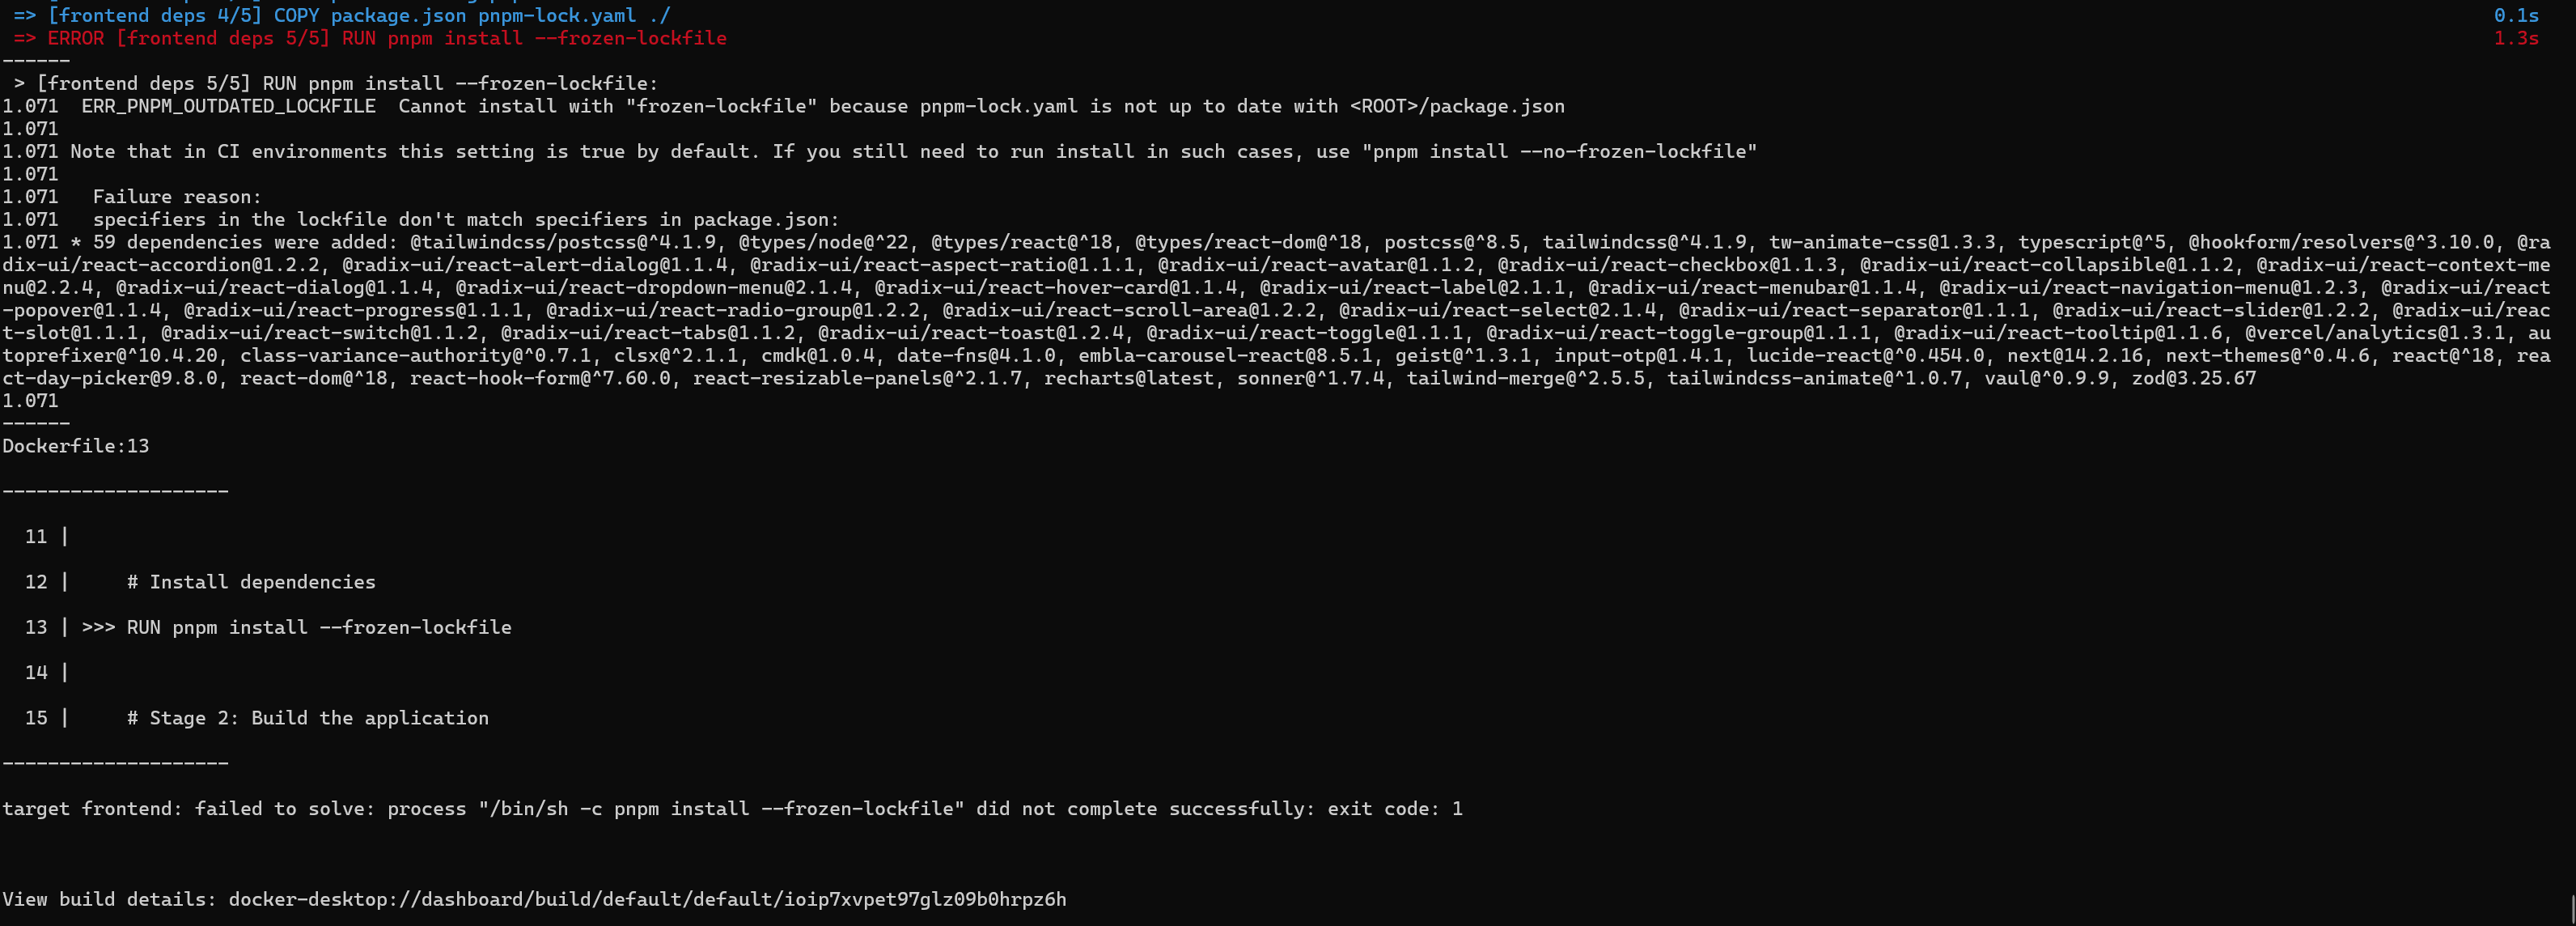 => [frontend deps 4/5] COPY package.json pnpm-lock.yaml ./ 0.1s
=> ERROR [frontend deps 5/5] RUN pnpm install --frozen-lockfile 1.3s
------
> [frontend deps 5/5] RUN pnpm install --frozen-lockfile:
1.071  ERR_PNPM_OUTDATED_LOCKFILE  Cannot install with "frozen-lockfile" because pnpm-lock.yaml is not up to date with <ROOT>/package.json
1.071
1.071 Note that in CI environments this setting is true by default. If you still need to run install in such cases, use "pnpm install --no-frozen-lockfile"
1.071
1.071   Failure reason:
1.071   specifiers in the lockfile don't match specifiers in package.json:
1.071 * 59 dependencies were added: @tailwindcss/postcss@^4.1.9, @types/node@^22, @types/react@^18, @types/react-dom@^18, postcss@^8.5, tailwindcss@^4.1.9, tw-animate-css@1.3.3, typescript@^5, @hookform/resolvers@^3.10.0, @ra
dix-ui/react-accordion@1.2.2, @radix-ui/react-alert-dialog@1.1.4, @radix-ui/react-aspect-ratio@1.1.1, @radix-ui/react-avatar@1.1.2, @radix-ui/react-checkbox@1.1.3, @radix-ui/react-collapsible@1.1.2, @radix-ui/react-context-me
nu@2.2.4, @radix-ui/react-dialog@1.1.4, @radix-ui/react-dropdown-menu@2.1.4, @radix-ui/react-hover-card@1.1.4, @radix-ui/react-label@2.1.1, @radix-ui/react-menubar@1.1.4, @radix-ui/react-navigation-menu@1.2.3, @radix-ui/react
-popover@1.1.4, @radix-ui/react-progress@1.1.1, @radix-ui/react-radio-group@1.2.2, @radix-ui/react-scroll-area@1.2.2, @radix-ui/react-select@2.1.4, @radix-ui/react-separator@1.1.1, @radix-ui/react-slider@1.2.2, @radix-ui/reac
t-slot@1.1.1, @radix-ui/react-switch@1.1.2, @radix-ui/react-tabs@1.1.2, @radix-ui/react-toast@1.2.4, @radix-ui/react-toggle@1.1.1, @radix-ui/react-toggle-group@1.1.1, @radix-ui/react-tooltip@1.1.6, @vercel/analytics@1.3.1, au
toprefixer@^10.4.20, class-variance-authority@^0.7.1, clsx@^2.1.1, cmdk@1.0.4, date-fns@4.1.0, embla-carousel-react@8.5.1, geist@^1.3.1, input-otp@1.4.1, lucide-react@^0.454.0, next@14.2.16, next-themes@^0.4.6, react@^18, rea
ct-day-picker@9.8.0, react-dom@^18, react-hook-form@^7.60.0, react-resizable-panels@^2.1.7, recharts@latest, sonner@^1.7.4, tailwind-merge@^2.5.5, tailwindcss-animate@^1.0.7, vaul@^0.9.9, zod@3.25.67
1.071
------
Dockerfile:13
--------------------
11 |
12 |     # Install dependencies
13 | >>> RUN pnpm install --frozen-lockfile
14 |
15 |     # Stage 2: Build the application
--------------------
target frontend: failed to solve: process "/bin/sh -c pnpm install --frozen-lockfile" did not complete successfully: exit code: 1
View build details: docker-desktop://dashboard/build/default/default/ioip7xvpet97glz09b0hrpz6h